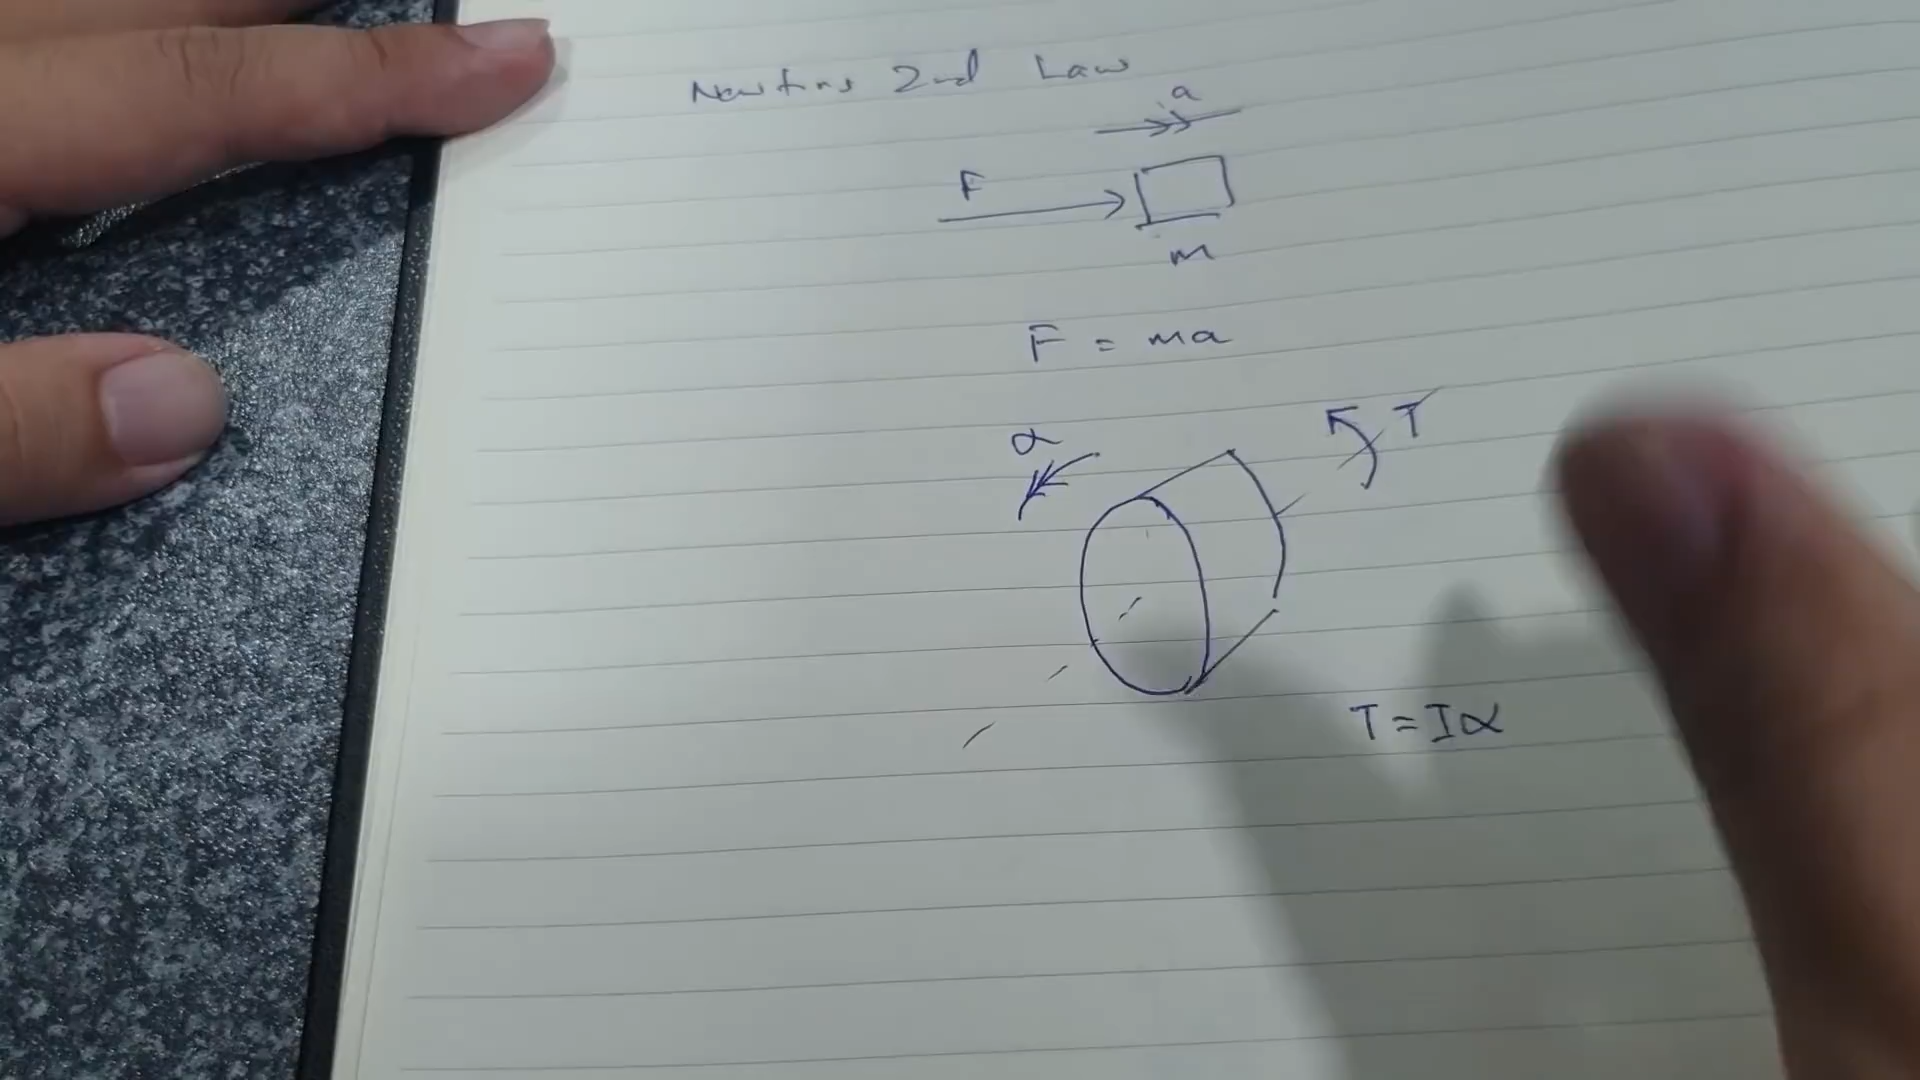 Newtons 2nd Law
a
F
m
F = ma
α
T
T = Iα